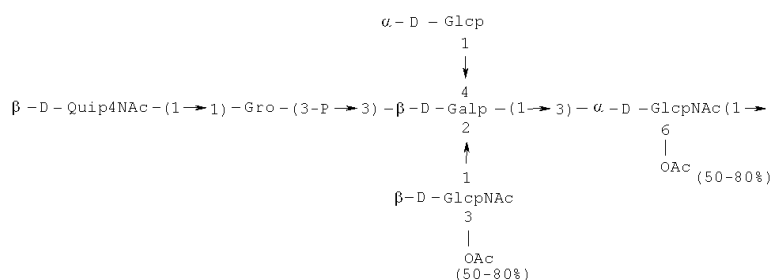 α-D-Glcp
1
4
β-D-Quip4NAc-(1→1)-Gro-(3-P→3)-β-D-Galp-(1→3)-α-D-GlcpNAc(1→
2 6
1 OAc (50-80%)
β-D-GlcpNAc
3
OAc
(50-80%)